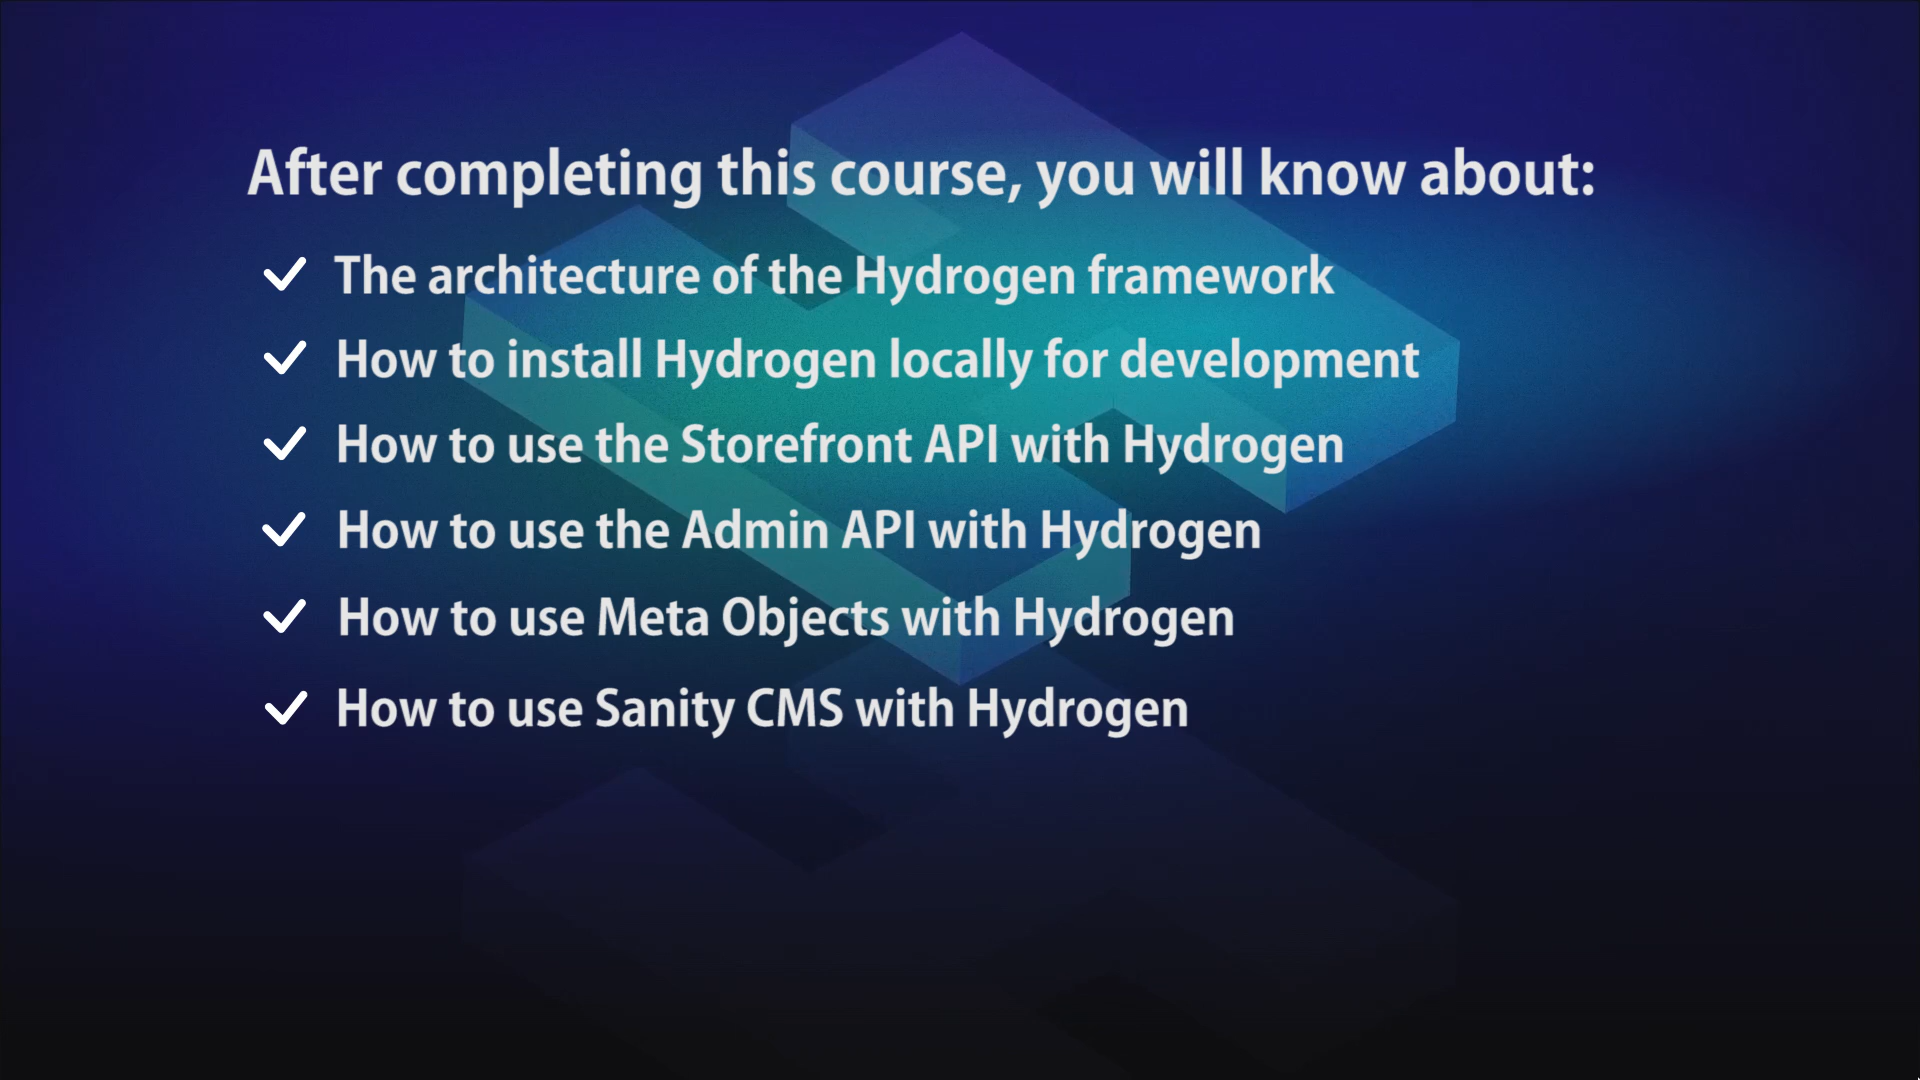 After completing this course, you will know about:
The architecture of the Hydrogen framework
How to install Hydrogen locally for development
How to use the Storefront API with Hydrogen
How to use the Admin API with Hydrogen
How to use Meta Objects with Hydrogen
How to use Sanity CMS with Hydrogen